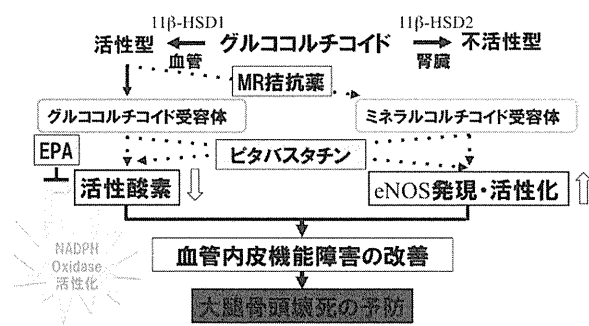 11β-HSD1
11β-HSD2
活性型 グルココルチコイド 不活性型
血管
腎臓
MR拮抗薬
グルココルチコイド受容体
ミネラルコルチコイド受容体
EPA
ピタバスタチン
活性酸素
eNOS発現・活性化
NADPH
Oxidase
活性化
血管内皮機能障害の改善
大腿骨頭壊死の予防